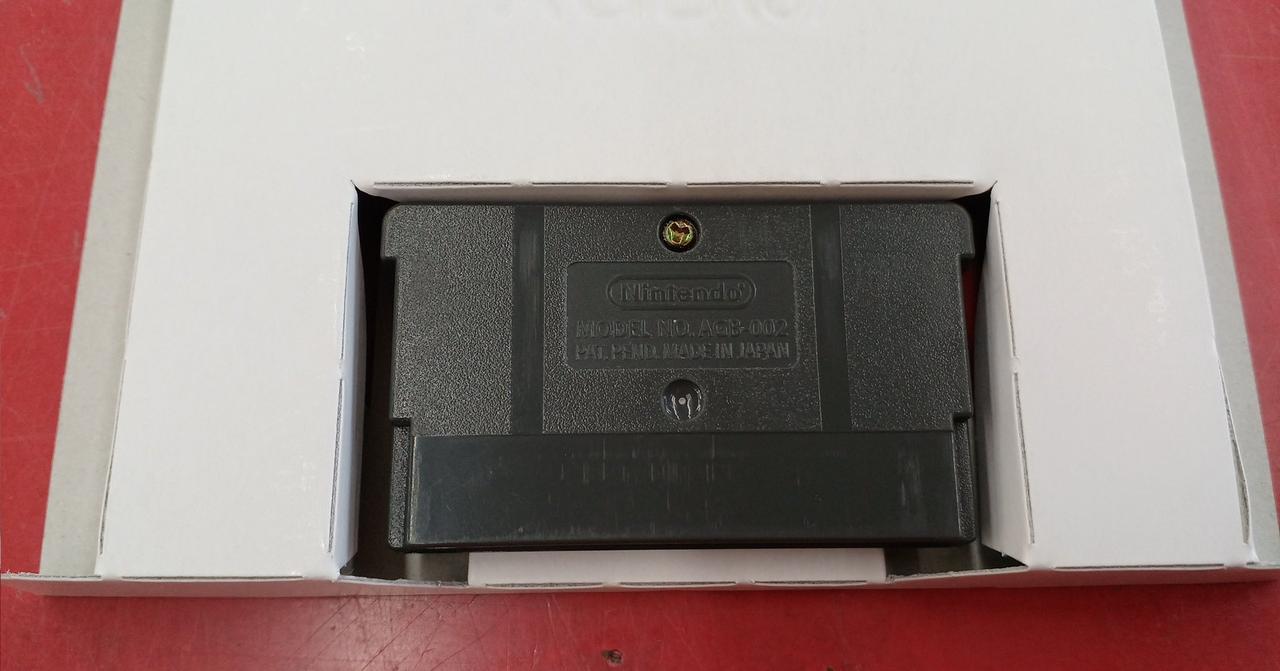 Nintendo®
MODEL NO. AGB-002
PAT. PEND. MADE IN JAPAN